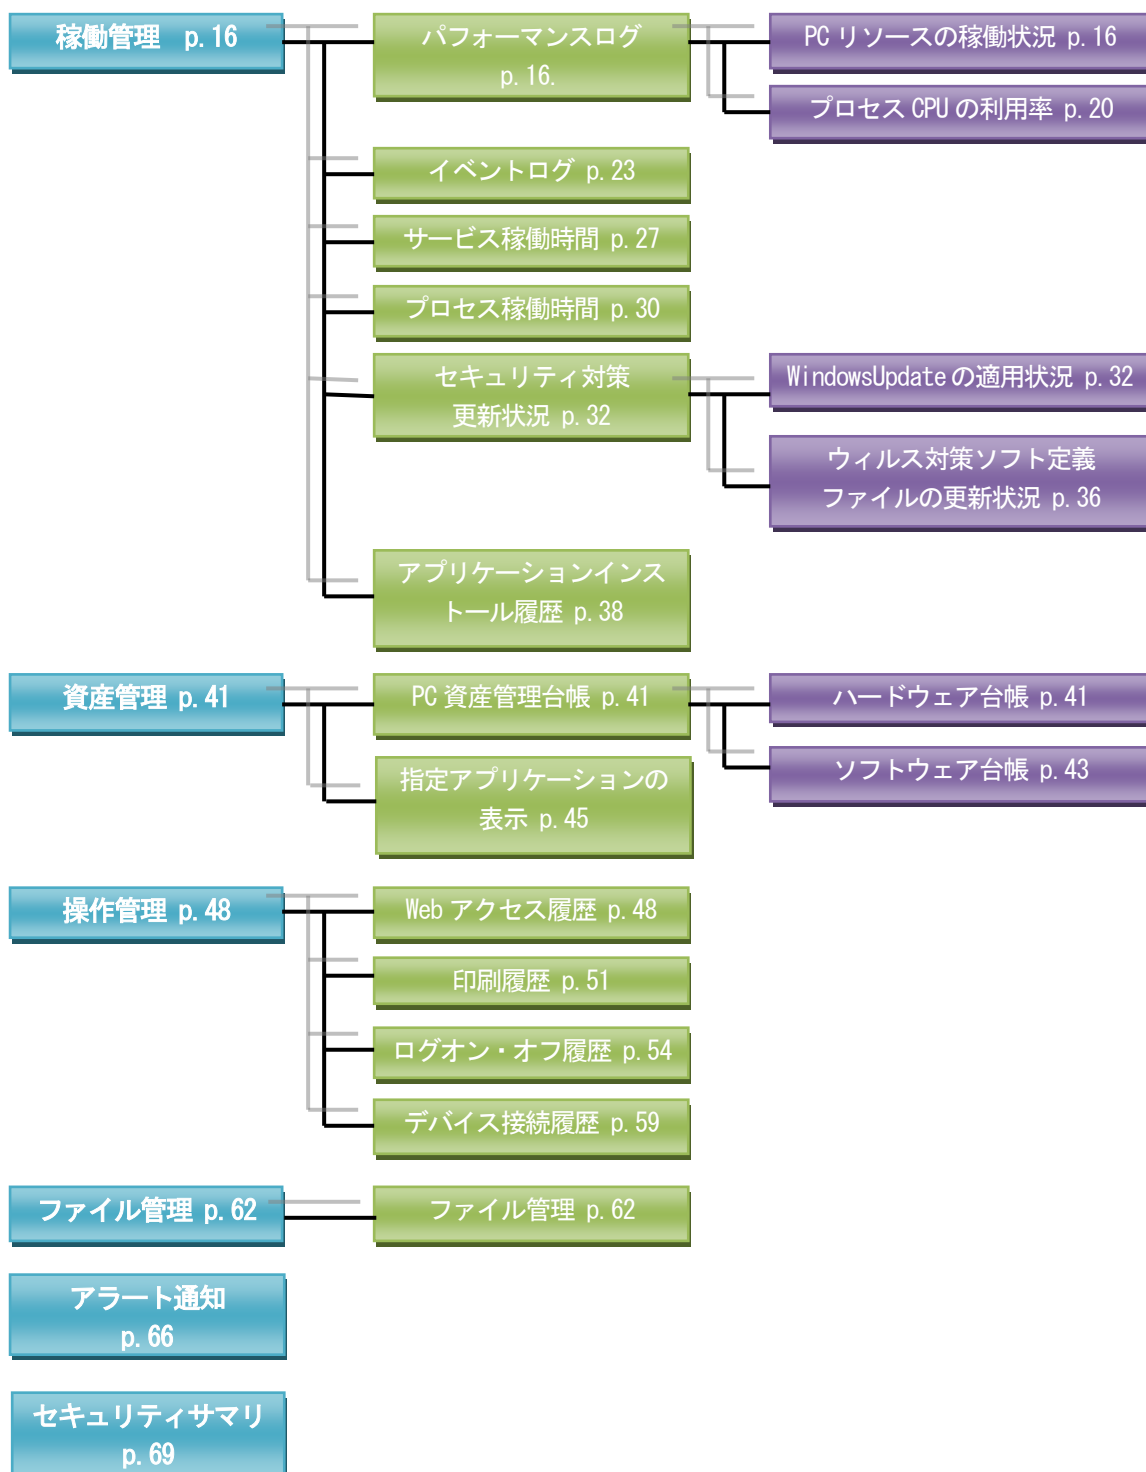 稼働管理　p.16
パフォーマンスログ
p.16.
PC リソースの稼働状況 p.16
プロセス CPU の利用率 p.20
イベントログ p.23
サービス稼働時間 p.27
プロセス稼働時間 p.30
セキュリティ対策
更新状況 p.32
WindowsUpdate の適用状況 p.32
ウィルス対策ソフト定義
ファイルの更新状況 p.36
アプリケーションインス
トール履歴 p.38
資産管理 p.41
PC 資産管理台帳 p.41
ハードウェア台帳 p.41
ソフトウェア台帳 p.43
指定アプリケーションの
表示 p.45
操作管理 p.48
Web アクセス履歴 p.48
印刷履歴 p.51
ログオン・オフ履歴 p.54
デバイス接続履歴 p.59
ファイル管理 p.62
ファイル管理 p.62
アラート通知
p.66
セキュリティサマリ
p.69